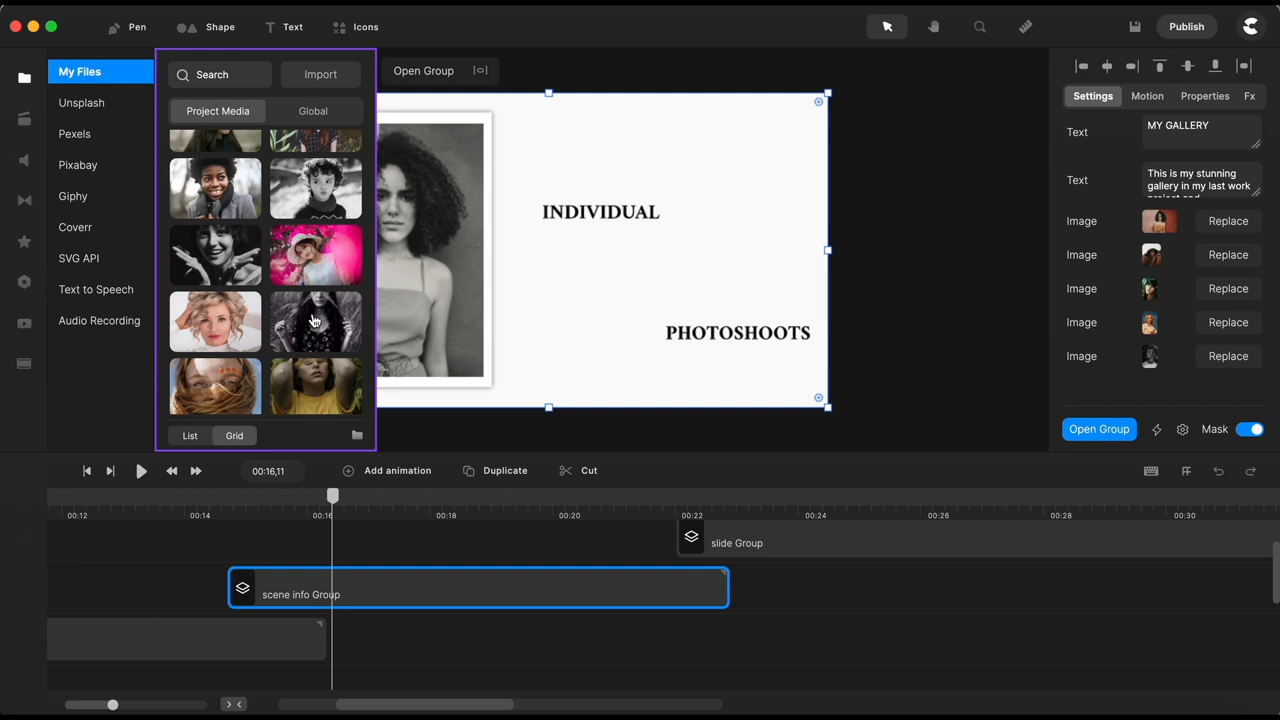 Pen
Shape
Text
Icons
Publish
My Files
Unsplash
Pexels
Pixabay
Giphy
Coverr
SVG API
Text to Speech
Audio Recording
Search
Import
Project Media
Global
List
Grid
Open Group
INDIVIDUAL
PHOTOSHOOTS
Settings
Motion
Properties
Fx
Text
MY GALLERY
Text
This is my stunning
gallery in my last work
project and
Image
Replace
Image
Replace
Image
Replace
Image
Replace
Image
Replace
Open Group
Mask
00:16,11
Add animation
Duplicate
Cut
00:12
00:14
00:16
00:18
00:20
00:22
00:24
00:26
00:28
00:30
slide Group
scene info Group